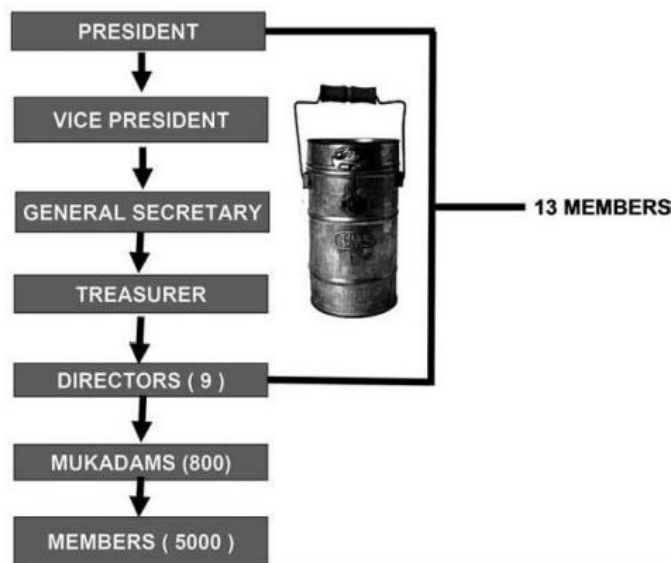 PRESIDENT
VICE PRESIDENT
GENERAL SECRETARY
13 MEMBERS
TREASURER
DIRECTORS ( 9 )
MUKADAMS (800)
MEMBERS ( 5000 )